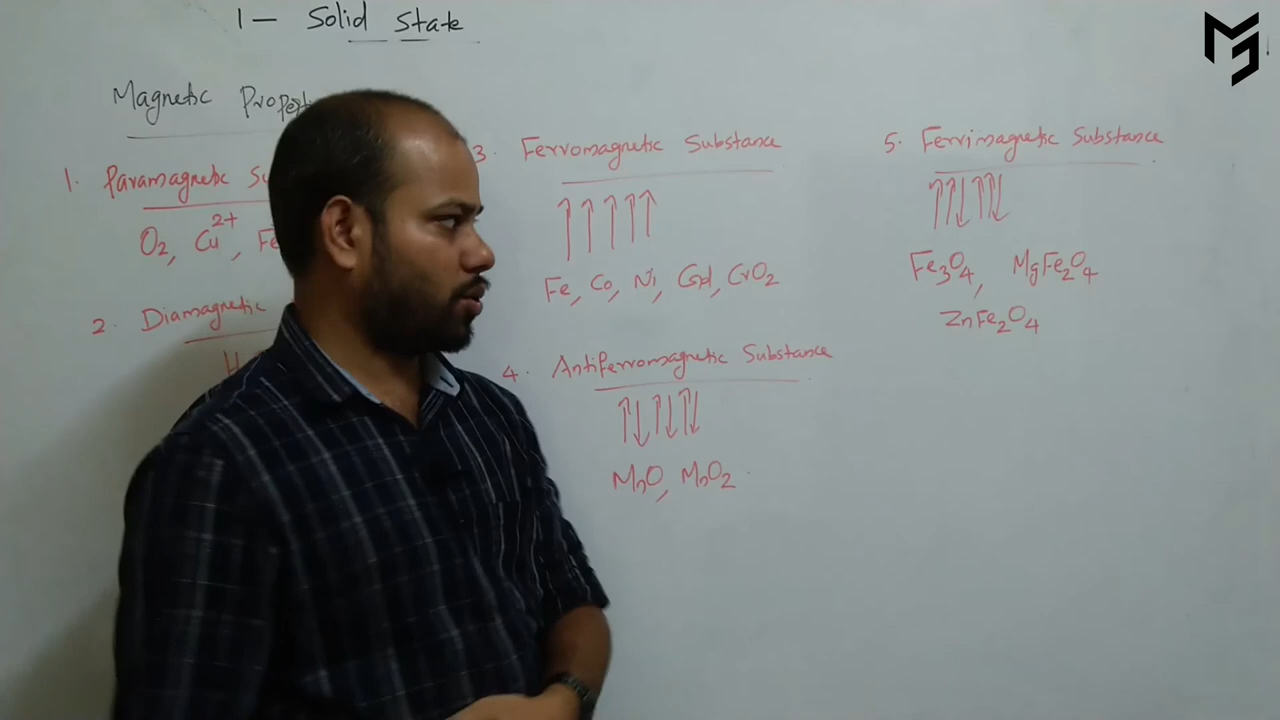 1 — Solid State
Magnetic
1. Paramagnetic
O₂, Cu²⁺,
2. Diamagnetic
3. Ferromagnetic Substance
Fe, Co, Ni, Gd, CrO₂
4. Antiferromagnetic Substance
MnO, MnO₂
5. Ferrimagnetic Substance
Fe₃O₄, MgFe₂O₄
ZnFe₂O₄